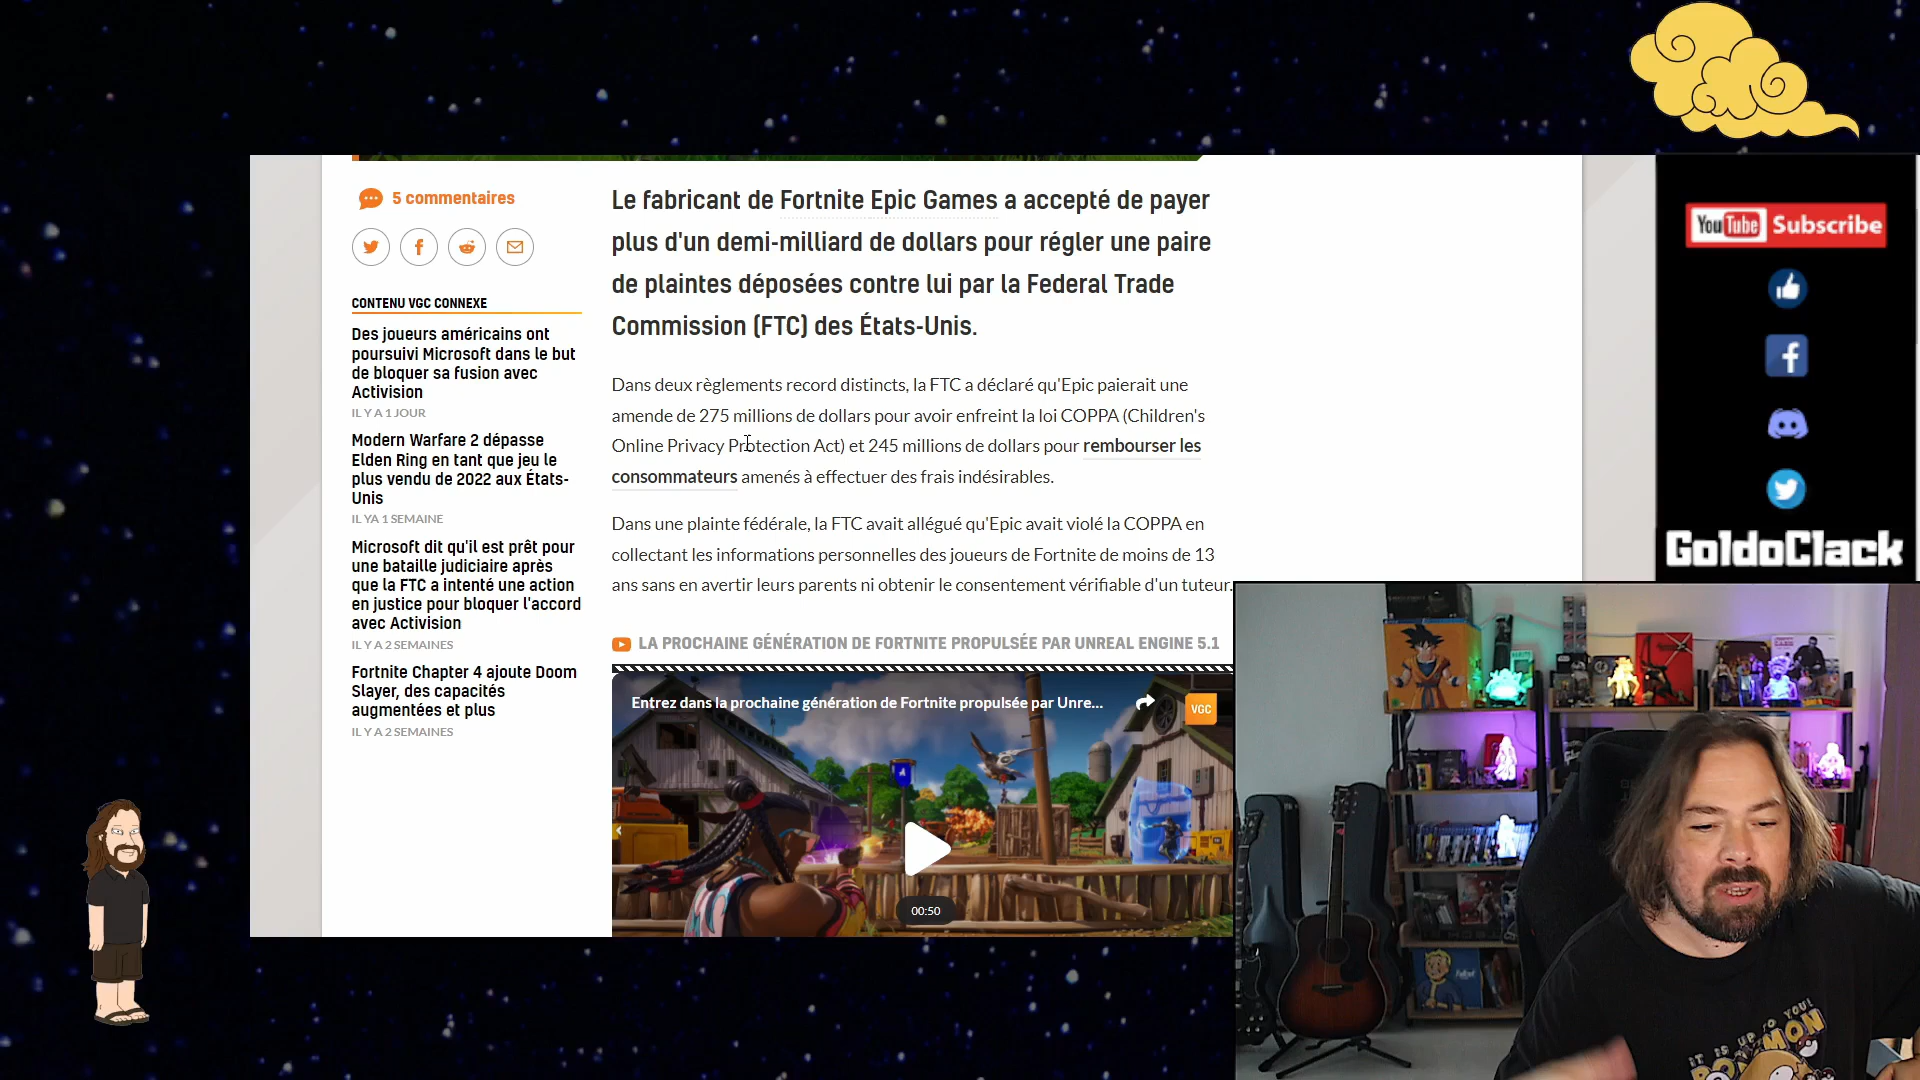 5 commentaires
CONTENU VGC CONNEXE
Des joueurs américains ont
poursuivi Microsoft dans le but
de bloquer sa fusion avec
Activision
IL Y A 1 JOUR
Modern Warfare 2 dépasse
Elden Ring en tant que jeu le
plus vendu de 2022 aux États-
Unis
IL YA 1 SEMAINE
Microsoft dit qu'il est prêt pour
une bataille judiciaire après
que la FTC a intenté une action
en justice pour bloquer l'accord
avec Activision
IL Y A 2 SEMAINES
Fortnite Chapter 4 ajoute Doom
Slayer, des capacités
augmentées et plus
IL Y A 2 SEMAINES
Le fabricant de Fortnite Epic Games a accepté de payer
plus d'un demi-milliard de dollars pour régler une paire
de plaintes déposées contre lui par la Federal Trade
Commission (FTC) des États-Unis.
Dans deux règlements record distincts, la FTC a déclaré qu'Epic paierait une
amende de 275 millions de dollars pour avoir enfreint la loi COPPA (Children's
Online Privacy Protection Act) et 245 millions de dollars pour rembourser les
consommateurs amenés à effectuer des frais indésirables.
Dans une plainte fédérale, la FTC avait allégué qu'Epic avait violé la COPPA en
collectant les informations personnelles des joueurs de Fortnite de moins de 13
ans sans en avertir leurs parents ni obtenir le consentement vérifiable d'un tuteur.
LA PROCHAINE GÉNÉRATION DE FORTNITE PROPULSÉE PAR UNREAL ENGINE 5.1
Entrez dans la prochaine génération de Fortnite propulsée par Unre...
VGC
00:50
YouTube Subscribe
GoldoClack
IT IS UP TO YOU!